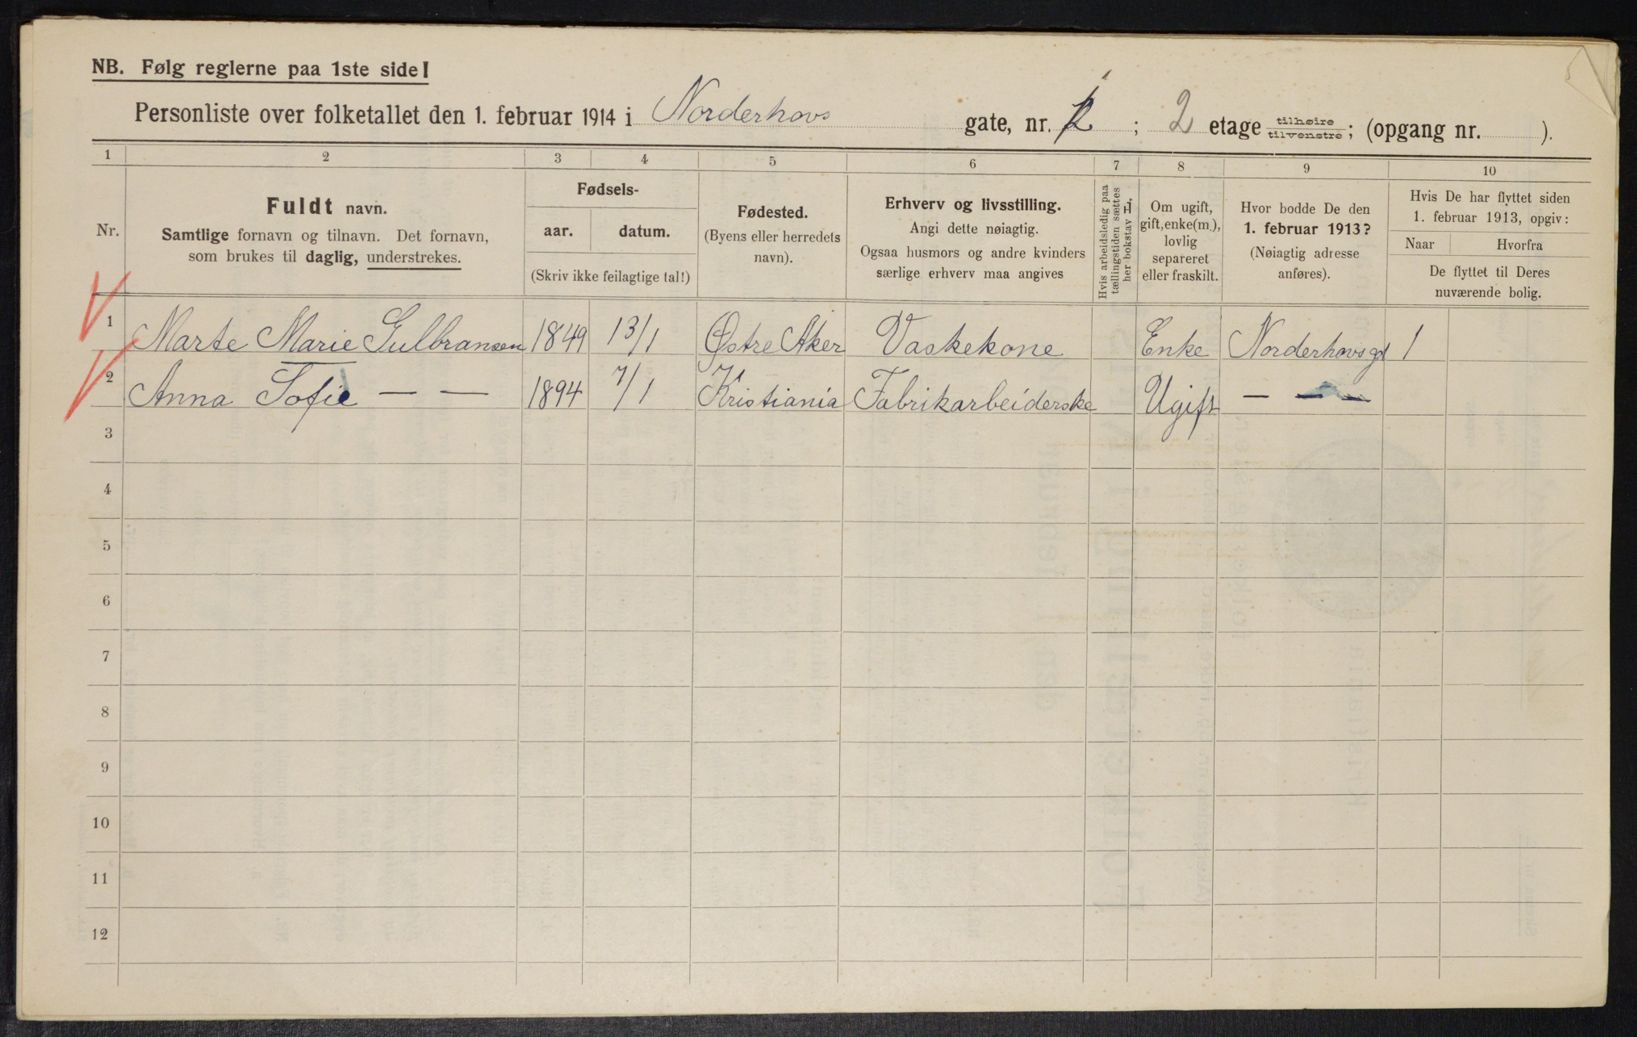 NB. Følg reglerne paa 1ste side!
Personliste over folketallet den 1. februar 1914 i Norderhovs gate, nr. ; 2 etage tilhøire tilvenstre; (opgang nr. ).
1 2 3 4 5 6 7 8 9 10
Nr.
Fuldt navn.
Samtlige fornavn og tilnavn. Det fornavn,
som brukes til daglig, understrekes.
Fødsels-
aar. datum.
(Skriv ikke feilagtige tal!)
Fødested.
(Byens eller herredets
navn).
Erhverv og livsstilling.
Angi dette nøiagtig.
Ogsaa husmors og andre kvinders
særlige erhverv maa angives
Hvis arbeidsledig paa
tællingstiden sættes
her bokstav L.
Om ugift,
gift, enke(m.),
lovlig
separeret
eller fraskilt.
Hvor bodde De den
1. februar 1913?
(Nøiagtig adresse
anføres).
Hvis De har flyttet siden
1. februar 1913, opgiv:
Naar Hvorfra
De flyttet til Deres
nuværende bolig.
1 Marte Marie Gulbransen 1849 13/1 Østre Aker Vaskekone Enke Norderhovsgt 1
2 Anna Sofie — — 1894 7/1 Kristiania Fabrikarbeiderske Ugift — — —
3
4
5
6
7
8
9
10
11
12